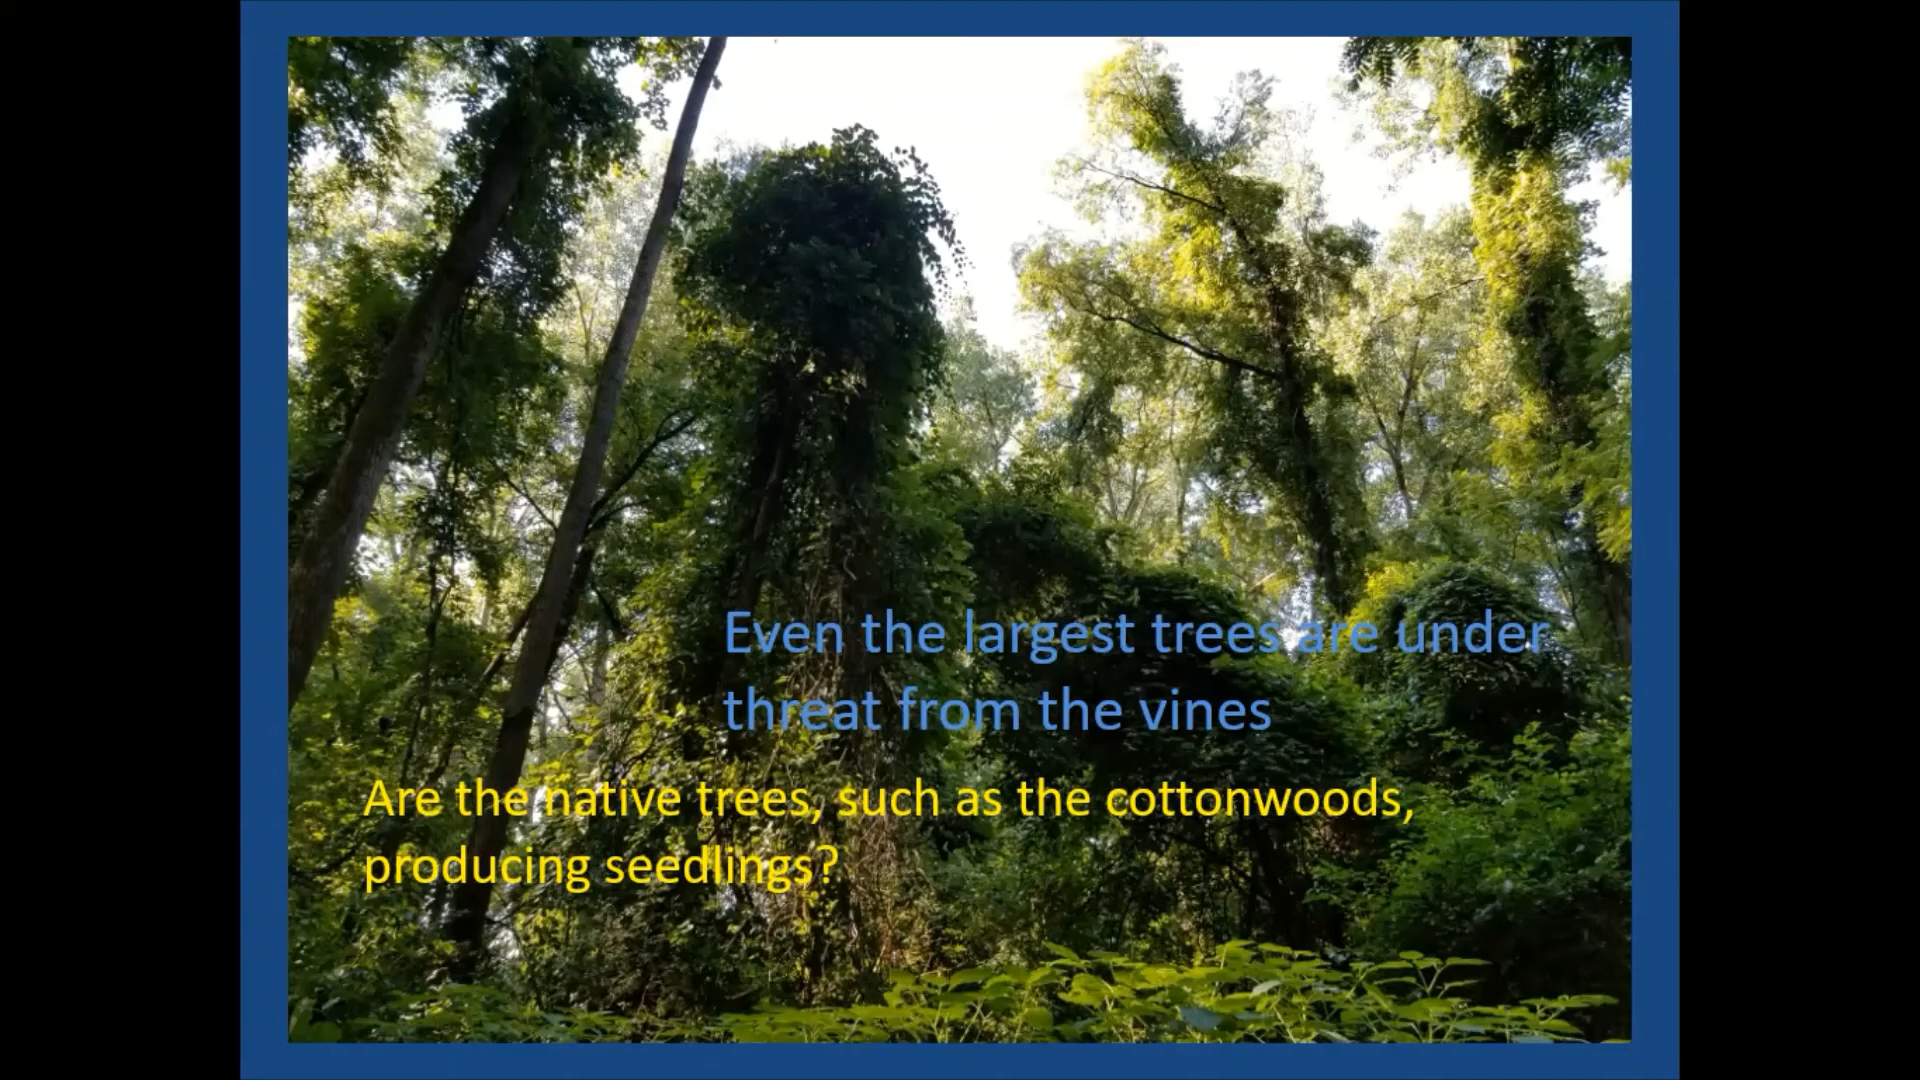 Even the largest trees are under
threat from the vines
Are the native trees, such as the cottonwoods,
producing seedlings?